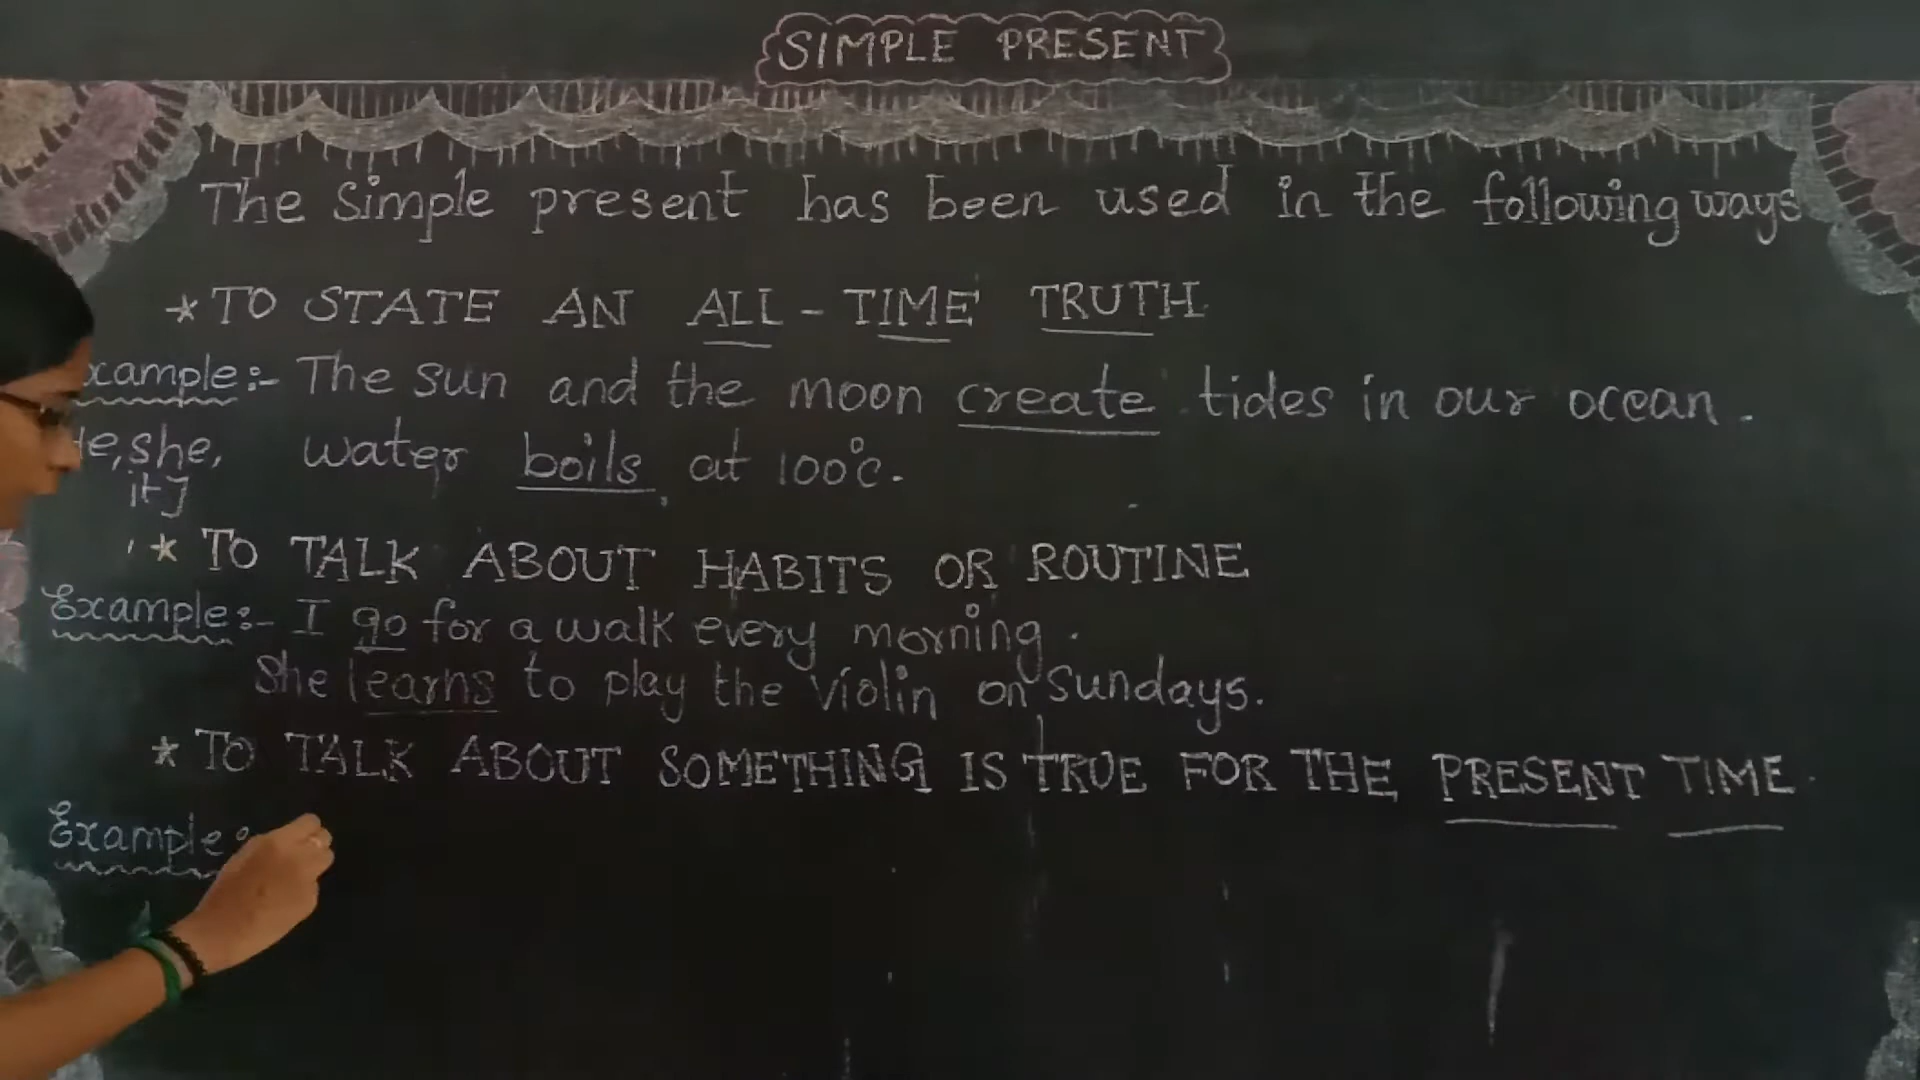 SIMPLE PRESENT
The Simple present has been used in the following ways
* TO STATE AN ALL - TIME TRUTH.
xample:- The sun and the moon create tides in our ocean.
he, she, water boils at 100°c.
it]
* TO TALK ABOUT HABITS OR ROUTINE
Example:- I go for a walk every morning.
She learns to play the violin on Sundays.
* TO TALK ABOUT SOMETHING IS TRUE FOR THE PRESENT TIME.
Example: